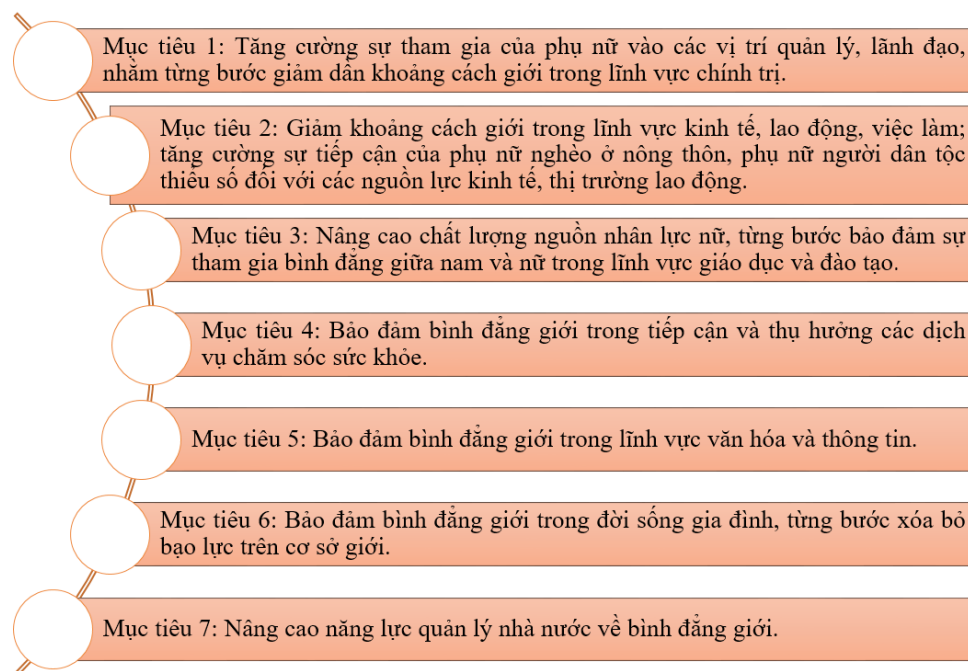 Mục tiêu 1: Tăng cường sự tham gia của phụ nữ vào các vị trí quản lý, lãnh đạo,
nhằm từng bước giảm dần khoảng cách giới trong lĩnh vực chính trị.
Mục tiêu 2: Giảm khoảng cách giới trong lĩnh vực kinh tế, lao động, việc làm;
tăng cường sự tiếp cận của phụ nữ nghèo ở nông thôn, phụ nữ người dân tộc
thiểu số đối với các nguồn lực kinh tế, thị trường lao động.
Mục tiêu 3: Nâng cao chất lượng nguồn nhân lực nữ, từng bước bảo đảm sự
tham gia bình đẳng giữa nam và nữ trong lĩnh vực giáo dục và đào tạo.
Mục tiêu 4: Bảo đảm bình đẳng giới trong tiếp cận và thụ hưởng các dịch
vụ chăm sóc sức khỏe.
Mục tiêu 5: Bảo đảm bình đẳng giới trong lĩnh vực văn hóa và thông tin.
Mục tiêu 6: Bảo đảm bình đẳng giới trong đời sống gia đình, từng bước xóa bỏ
bạo lực trên cơ sở giới.
Mục tiêu 7: Nâng cao năng lực quản lý nhà nước về bình đẳng giới.